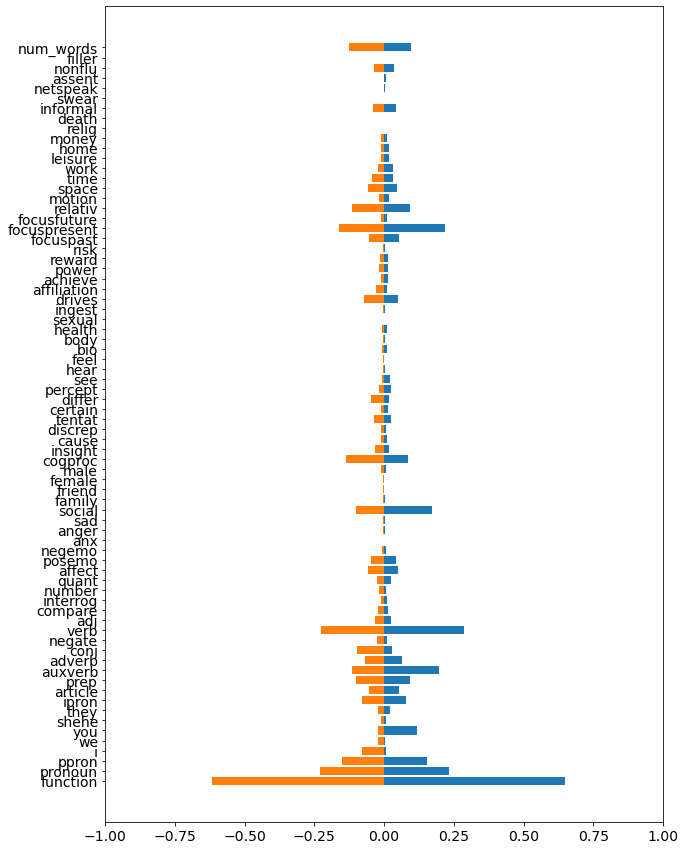 num_words
filler
nonflu
assent
netspeak
swear
informal
death
relig
money
home
leisure
work
time
space
motion
relativ
focusfuture
focuspresent
focuspast
risk
reward
power
achieve
affiliation
drives
ingest
sexual
health
body
bio
feel
hear
see
percept
differ
certain
tentat
discrep
cause
insight
cogproc
male
female
friend
family
social
sad
anger
anx
negemo
posemo
affect
quant
number
interrog
compare
adj
verb
negate
conj
adverb
auxverb
prep
article
ipron
they
shehe
you
we
i
ppron
pronoun
function
−1.00 −0.75 −0.50 −0.25 0.00 0.25 0.50 0.75 1.00